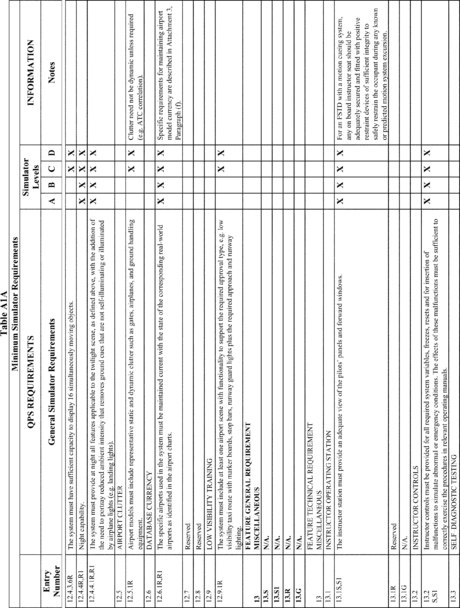 Table A1A
Minimum Simulator Requirements
QPS REQUIREMENTS
Simulator
Levels
INFORMATION
Entry
Number
General Simulator Requirements
A B C D
Notes
12.4.3.6R
The system must have sufficient capacity to display 16 simultaneously moving objects.
X X
12.4.4R,R1
Night capability.
X X X X
12.4.4.1R,R1
The system must provide at night all features applicable to the twilight scene, as defined above, with the addition of
the need to portray reduced ambient intensity that removes ground cues that are not self-illuminating or illuminated
by airplane lights (e.g. landing lights).
X X X X
12.5
AIRPORT CLUTTER
12.5.1R
Airport models must include representative static and dynamic clutter such as gates, airplanes, and ground handling
equipment.
X X
Clutter need not be dynamic unless required
(e.g. ATC correlation).
12.6
DATABASE CURRENCY
12.6.1R,R1
The specific airports used in the system must be maintained current with the state of the corresponding real-world
airports as identified in the airport charts.
X X X X
Specific requirements for maintaining airport
model currency are described in Attachment 3,
Paragraph (f).
12.7
Reserved
12.8
Reserved
12.9
LOW VISIBILITY TRAINING
12.9.1R
The system must include at least one airport scene with functionality to support the required approval type, e.g. low
visibility taxi route with marker boards, stop bars, runway guard lights plus the required approach and runway
lighting.
X X
FEATURE GENERAL REQUIREMENT
13
MISCELLANEOUS
13.S
N/A.
13.S1
N/A.
13.R
N/A.
13.G
N/A.
FEATURE TECHNICAL REQUIREMENT
13
MISCELLANEOUS
13.1
INSTRUCTOR OPERATING STATION
13.1S,S1
The instructor station must provide an adequate view of the pilots' panels and forward windows.
X X X X
For an FSTD with a motion cueing system,
any on board instructor seat should be
adequately secured and fitted with positive
restraint devices of sufficient integrity to
safely restrain the occupant during any known
or predicted motion system excursion.
13.1R
Reserved
13.1G
N/A.
13.2
INSTRUCTOR CONTROLS
13.2
S,S1
Instructor controls must be provided for all required system variables, freezes, resets and for insertion of
malfunctions to simulate abnormal or emergency conditions. The effects of these malfunctions must be sufficient to
correctly exercise the procedures in relevant operating manuals.
X X X X
13.3
SELF-DIAGNOSTIC TESTING